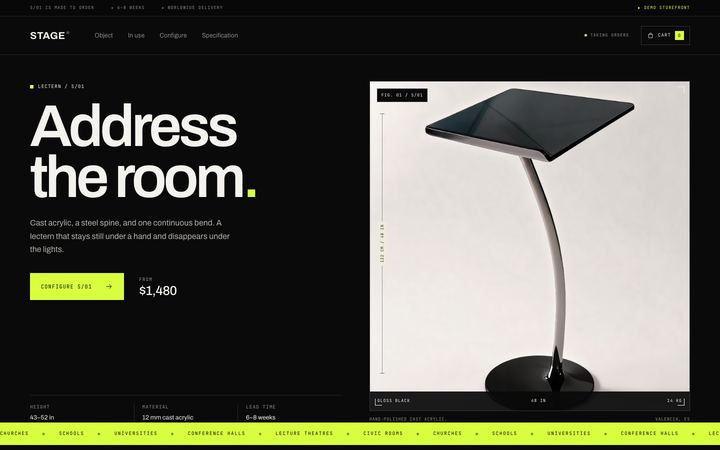 S/01 IS MADE TO ORDER
6–8 WEEKS
WORLDWIDE DELIVERY
DEMO STOREFRONT
STAGE
Object
In use
Configure
Specification
TAKING ORDERS
CART
0
LECTERN / S/01
Address
the room.
Cast acrylic, a steel spine, and one continuous bend. A
lectern that stays still under a hand and disappears under
the lights.
CONFIGURE S/01 →
FROM
$1,480
HEIGHT
43–52 in
MATERIAL
12 mm cast acrylic
LEAD TIME
6–8 weeks
FIG. 01 / S/01
122 CM / 48 IN
GLOSS BLACK
48 IN
24 KG
HAND-POLISHED CAST ACRYLIC.
VALENCIA, ES
CHURCHES
SCHOOLS
UNIVERSITIES
CONFERENCE HALLS
LECTURE THEATRES
CIVIC ROOMS
CHURCHES
SCHOOLS
UNIVERSITIES
CONFERENCE HALLS
LEC